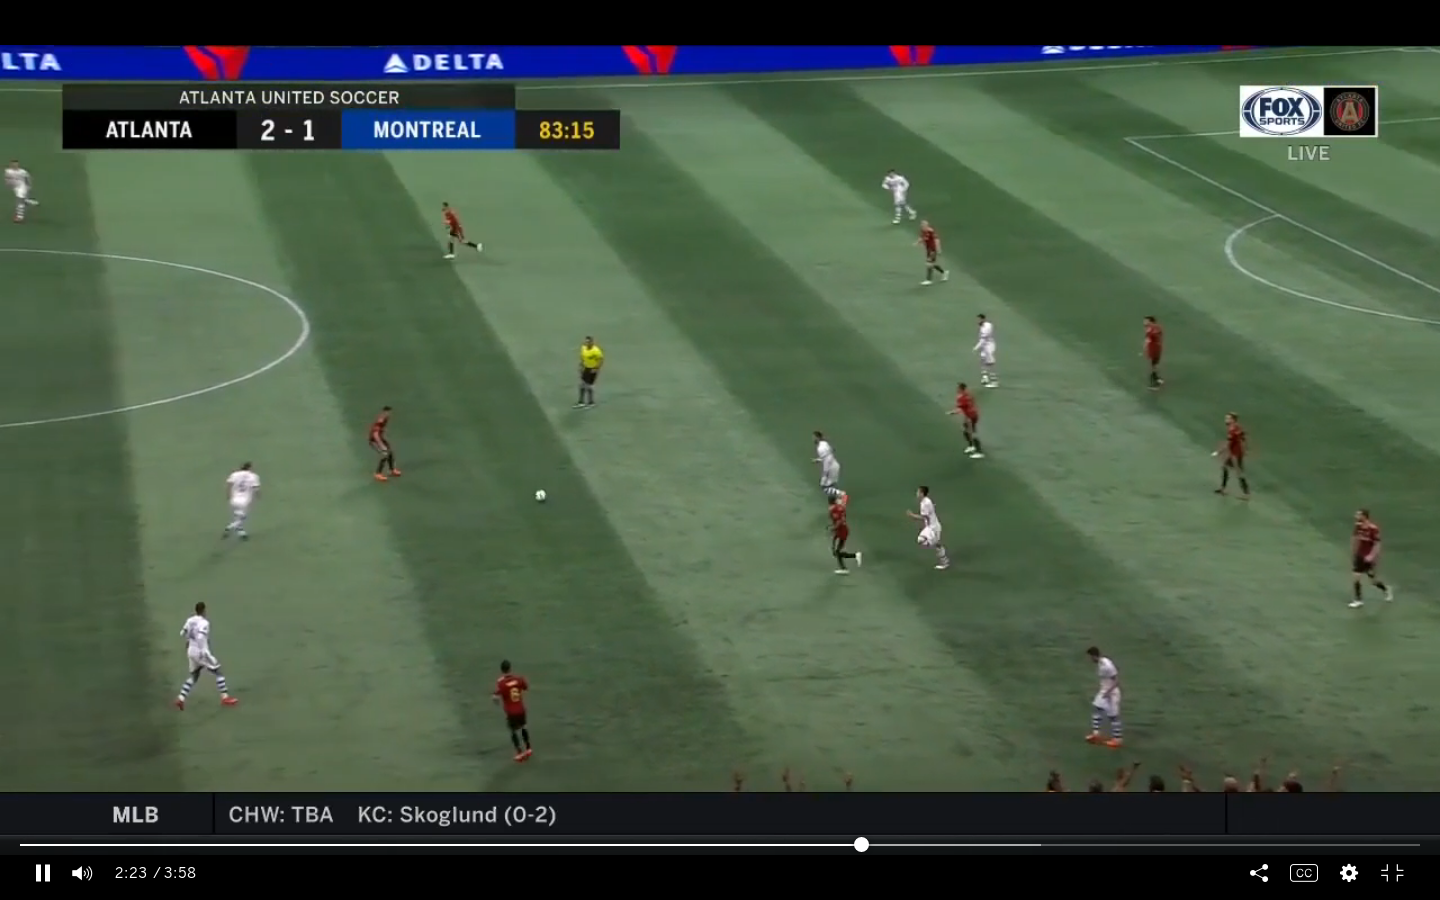 LTA
DELTA
ATLANTA UNITED SOCCER
ATLANTA 2 - 1 MONTREAL 83:15
FOX
SPORTS
LIVE
6
MLB CHW: TBA KC: Skoglund (0-2)
2:23 / 3:58
CC